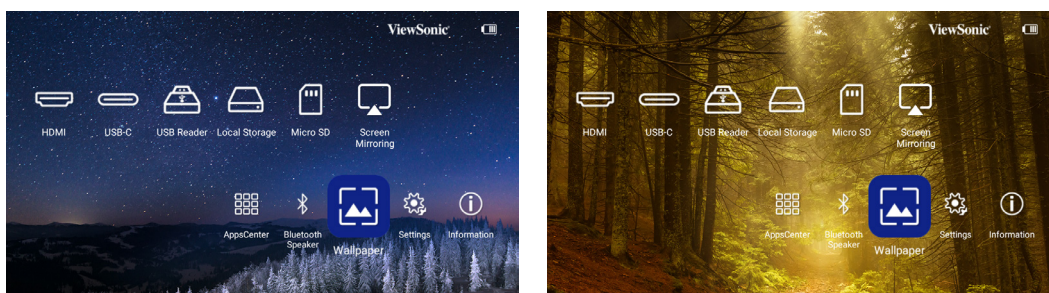 ViewSonic
HDMI
USB-C
USB Reader
Local Storage
Micro SD
Screen
Mirroring
AppsCenter
Bluetooth
Speaker
Wallpaper
Settings
Information
ViewSonic
HDMI
USB-C
USB Reader
Local Storage
Micro SD
Screen
Mirroring
AppsCenter
Bluetooth
Speaker
Wallpaper
Settings
Information